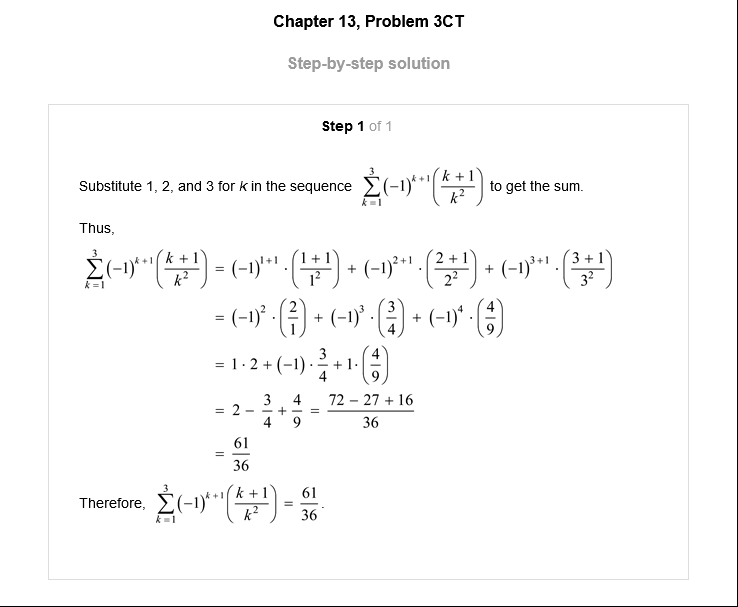 Chapter 13, Problem 3CT
Step-by-step solution
Step 1 of 1
Substitute 1, 2, and 3 for k in the sequence $\sum_{k=1}^{3}(-1)^{k+1}\left(\frac{k+1}{k^2}\right)$ to get the sum.
Thus,
$\sum_{k=1}^{3}(-1)^{k+1}\left(\frac{k+1}{k^2}\right) = (-1)^{1+1}\cdot\left(\frac{1+1}{1^2}\right)+(-1)^{2+1}\cdot\left(\frac{2+1}{2^2}\right)+(-1)^{3+1}\cdot\left(\frac{3+1}{3^2}\right)$
$= (-1)^2\cdot\left(\frac{2}{1}\right)+(-1)^3\cdot\left(\frac{3}{4}\right)+(-1)^4\cdot\left(\frac{4}{9}\right)$
$= 1\cdot 2+(-1)\cdot\frac{3}{4}+1\cdot\left(\frac{4}{9}\right)$
$= 2-\frac{3}{4}+\frac{4}{9}=\frac{72-27+16}{36}$
$= \frac{61}{36}$
Therefore, $\sum_{k=1}^{3}(-1)^{k+1}\left(\frac{k+1}{k^2}\right)=\frac{61}{36}$.